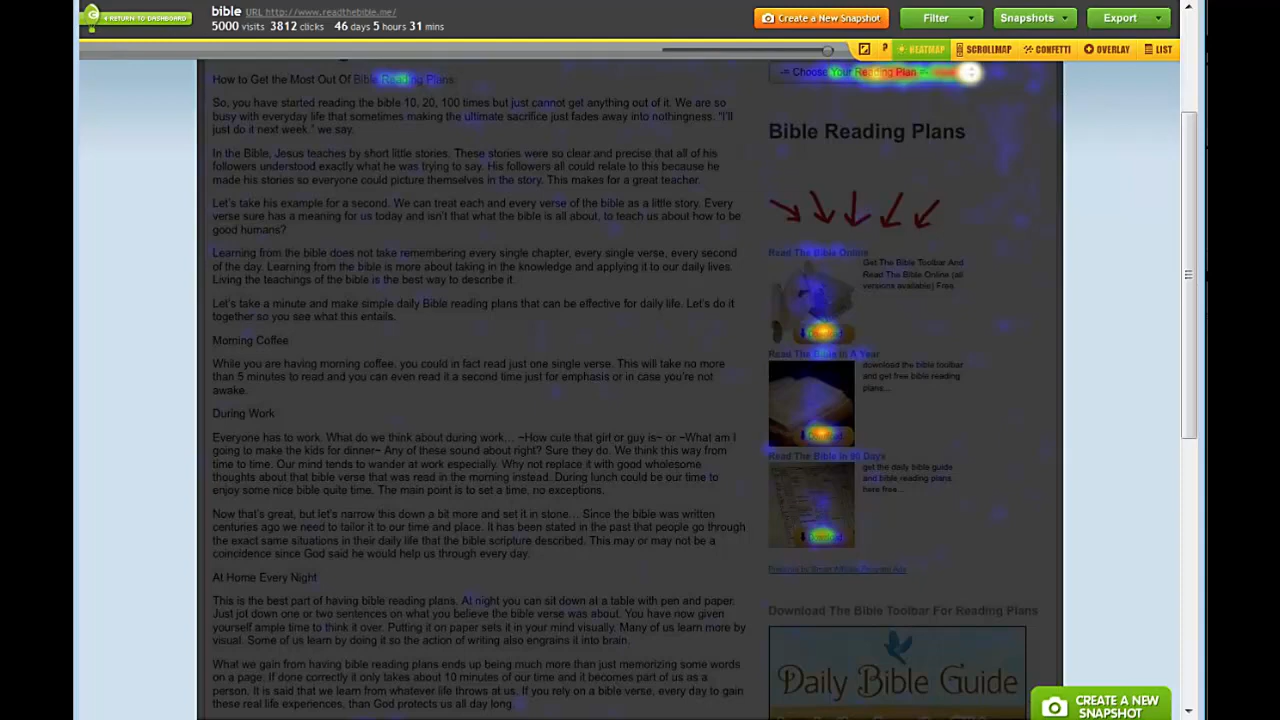 RETURN TO DASHBOARD
bible URL http://www.readthebible.me/
5000 visits 3812 clicks 46 days 5 hours 31 mins
Create a New Snapshot
Filter
Snapshots
Export
? HEATMAP SCROLLMAP CONFETTI OVERLAY LIST
How to Get the Most Out Of Bible Reading Plans:
So, you have started reading the bible 10, 20, 100 times but just cannot get anything out of it. We are so
busy with everyday life that sometimes making the ultimate sacrifice just fades away into nothingness. "I'll
just do it next week." we say.
In the Bible, Jesus teaches by short little stories. These stories were so clear and precise that all of his
followers understood exactly what he was trying to say. His followers all could relate to this because he
made his stories so everyone could picture themselves in the story. This makes for a great teacher.
Let's take his example for a second. We can treat each and every verse of the bible as a little story. Every
verse sure has a meaning for us today and isn't that what the bible is all about, to teach us about how to be
good humans?
Learning from the bible does not take remembering every single chapter, every single verse, every second
of the day. Learning from the bible is more about taking in the knowledge and applying it to our daily lives.
Living the teachings of the bible is the best way to describe it.
Let's take a minute and make simple daily Bible reading plans that can be effective for daily life. Let's do it
together so you see what this entails.
Morning Coffee
While you are having morning coffee, you could in fact read just one single verse. This will take no more
than 5 minutes to read and you can even read it a second time just for emphasis or in case you're not
awake.
During Work
Everyone has to work. What do we think about during work… ~How cute that girl or guy is~ or ~What am I
going to make the kids for dinner~ Any of these sound about right? Sure they do. We think this way from
time to time. Our mind tends to wander at work especially. Why not replace it with good wholesome
thoughts about that bible verse that was read in the morning instead. During lunch could be our time to
enjoy some nice bible quite time. The main point is to set a time, no exceptions.
Now that's great, but let's narrow this down a bit more and set it in stone… Since the bible was written
centuries ago we need to tailor it to our time and place. It has been stated in the past that people go through
the exact same situations in their daily life that the bible scripture described. This may or may not be a
coincidence since God said he would help us through every day.
At Home Every Night
This is the best part of having bible reading plans. At night you can sit down at a table with pen and paper.
Just jot down one or two sentences on what you believe the bible verse was about. You have now given
yourself ample time to think it over. Putting it on paper sets it in your mind visually. Many of us learn more by
visual. Some of us learn by doing it so the action of writing also engrains it into brain.
What we gain from having bible reading plans ends up being much more than just memorizing some words
on a page. If done correctly it only takes about 10 minutes of our time and it becomes part of us as a
person. It is said that we learn from whatever life throws at us. If you rely on a bible verse, every day to gain
these real life experiences, than God protects us all day long.
-= Choose Your Reading Plan =-
Bible Reading Plans
Read The Bible Online
Get The Bible Toolbar And
Read The Bible Online (all
versions available) Free
Read The Bible In A Year
download the bible toolbar
and get free bible reading
plans...
Read The Bible In 90 Days
get the daily bible guide
and bible reading plans
here free...
Download The Bible Toolbar For Reading Plans
Daily Bible Guide
CREATE A NEW
SNAPSHOT